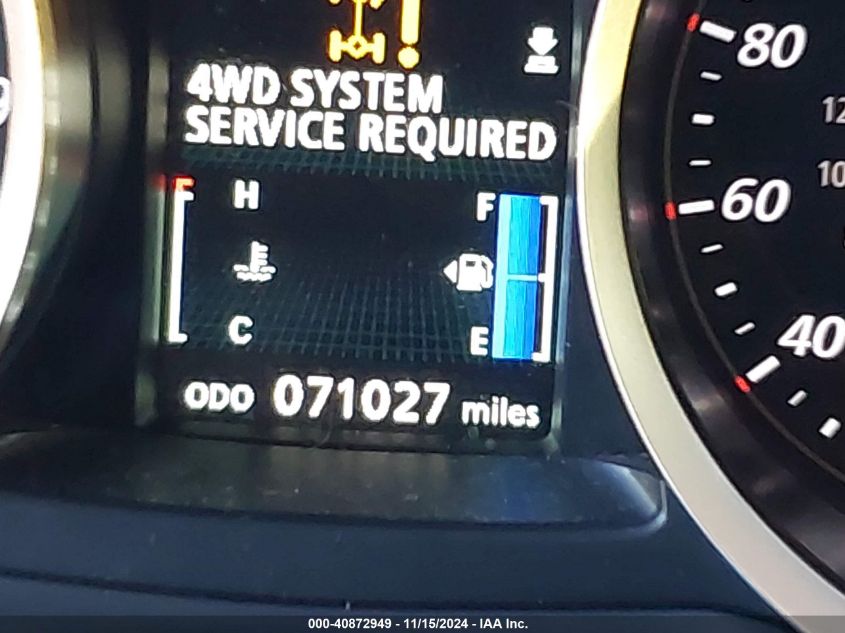 4WD SYSTEM
SERVICE REQUIRED
H
F
C
E
ODO 071027 miles
80
60
40
000-40872949 - 11/15/2024 - IAA Inc.